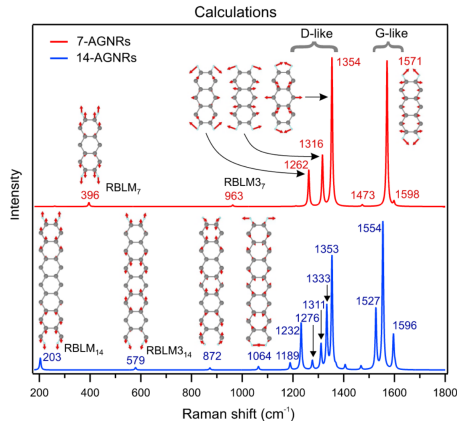 Calculations
7-AGNRs
14-AGNRs
D-like
G-like
1354
1571
1316
1262
RBLM₇
396
RBLM3₇
963
1473
1598
1554
1353
1333
1311
1276
1232
1527
1596
RBLM₁₄
203
579
RBLM3₁₄
872
1064
1189
Intensity
200 400 600 800 1000 1200 1400 1600 1800
Raman shift (cm⁻¹)